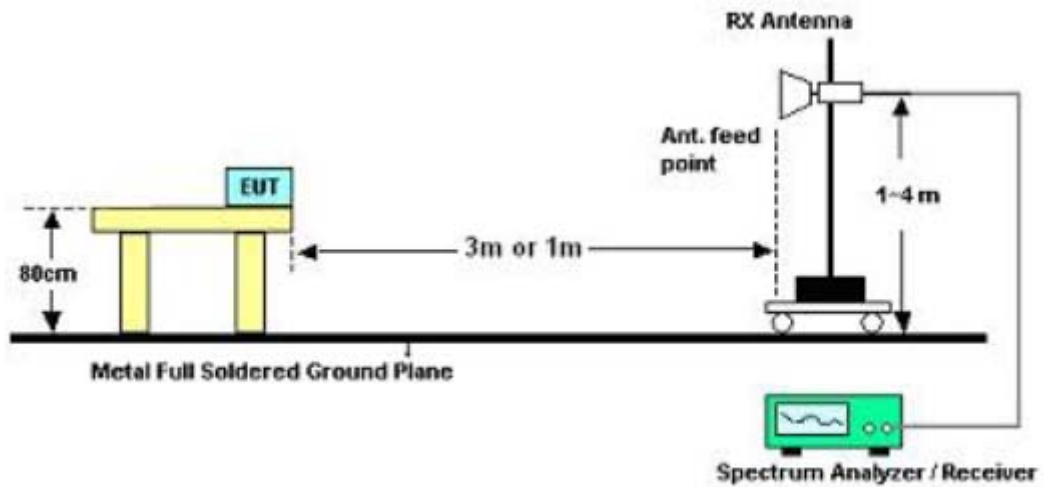 RX Antenna
Ant. feed
point
EUT
1~4 m
3m or 1m
80cm
Metal Full Soldered Ground Plane
Spectrum Analyzer / Receiver